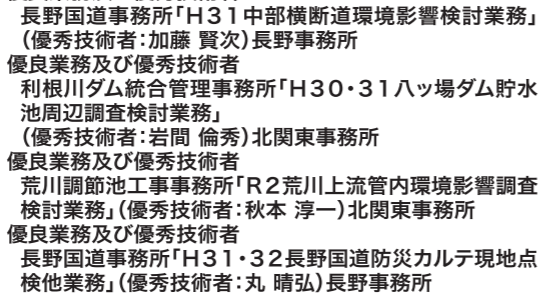 長野国道事務所「H31中部横断道環境影響検討業務」
（優秀技術者：加藤 賢次）長野事務所
優良業務及び優秀技術者
利根川ダム統合管理事務所「H30・31八ッ場ダム貯水
池周辺調査検討業務」
（優秀技術者：岩間 倫秀）北関東事務所
優良業務及び優秀技術者
荒川調節池工事事務所「R2荒川上流管内環境影響調査
検討業務」（優秀技術者：秋本 淳一）北関東事務所
優良業務及び優秀技術者
長野国道事務所「H31・32長野国道防災カルテ現地点
検他業務」（優秀技術者：丸 晴弘）長野事務所